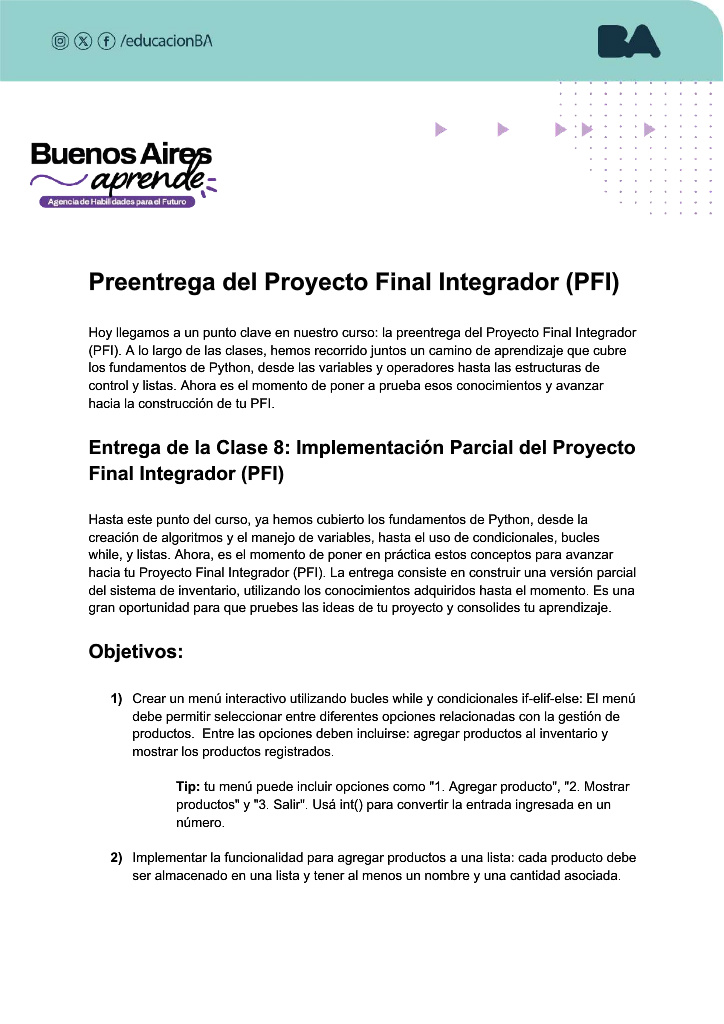 /educacionBA
BA
Buenos Aires
aprende
Agencia de Habilidades para el Futuro
Preentrega del Proyecto Final Integrador (PFI)
Hoy llegamos a un punto clave en nuestro curso: la preentrega del Proyecto Final Integrador
(PFI). A lo largo de las clases, hemos recorrido juntos un camino de aprendizaje que cubre
los fundamentos de Python, desde las variables y operadores hasta las estructuras de
control y listas. Ahora es el momento de poner a prueba esos conocimientos y avanzar
hacia la construcción de tu PFI.
Entrega de la Clase 8: Implementación Parcial del Proyecto
Final Integrador (PFI)
Hasta este punto del curso, ya hemos cubierto los fundamentos de Python, desde la
creación de algoritmos y el manejo de variables, hasta el uso de condicionales, bucles
while, y listas. Ahora, es el momento de poner en práctica estos conceptos para avanzar
hacia tu Proyecto Final Integrador (PFI). La entrega consiste en construir una versión parcial
del sistema de inventario, utilizando los conocimientos adquiridos hasta el momento. Es una
gran oportunidad para que pruebes las ideas de tu proyecto y consolides tu aprendizaje.
Objetivos:
1) Crear un menú interactivo utilizando bucles while y condicionales if-elif-else: El menú
debe permitir seleccionar entre diferentes opciones relacionadas con la gestión de
productos. Entre las opciones deben incluirse: agregar productos al inventario y
mostrar los productos registrados.
Tip: tu menú puede incluir opciones como "1. Agregar producto", "2. Mostrar
productos" y "3. Salir". Usá int() para convertir la entrada ingresada en un
número.
2) Implementar la funcionalidad para agregar productos a una lista: cada producto debe
ser almacenado en una lista y tener al menos un nombre y una cantidad asociada.